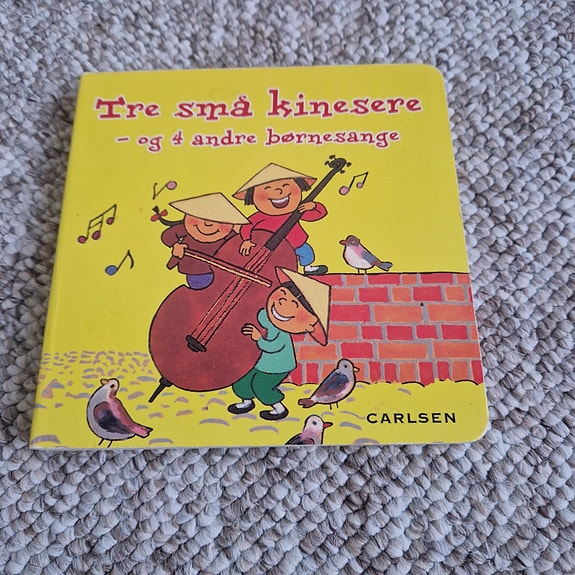 Tre små kinesere
– og 4 andre børnesange
CARLSEN